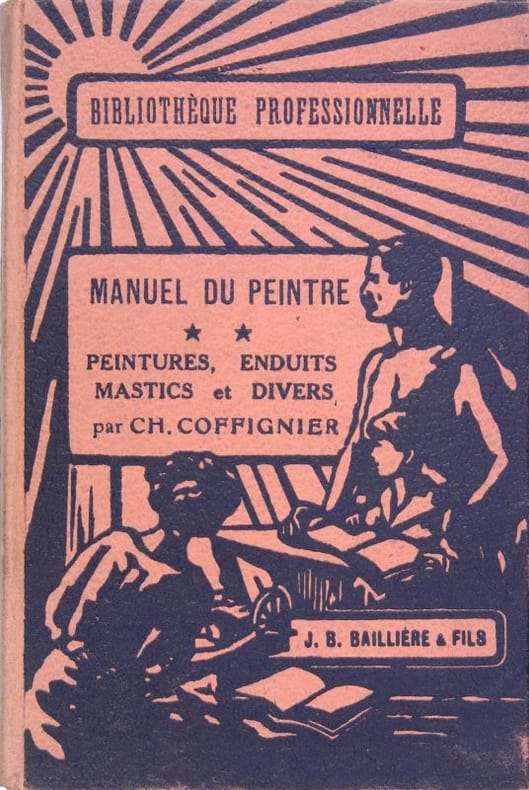 BIBLIOTHÈQUE PROFESSIONNELLE
MANUEL DU PEINTRE
★ ★
PEINTURES, ENDUITS
MASTICS et DIVERS
par CH. COFFIGNIER
J. B. BAILLIÈRE & FILS